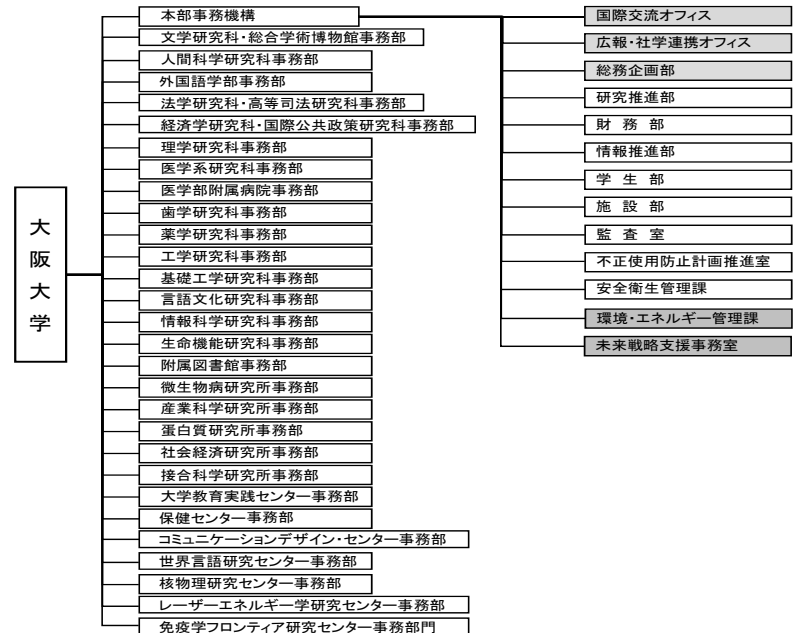 大阪大学
本部事務機構
文学研究科・総合学術博物館事務部
人間科学研究科事務部
外国語学部事務部
法学研究科・高等司法研究科事務部
経済学研究科・国際公共政策研究科事務部
理学研究科事務部
医学系研究科事務部
医学部附属病院事務部
歯学研究科事務部
薬学研究科事務部
工学研究科事務部
基礎工学研究科事務部
言語文化研究科事務部
情報科学研究科事務部
生命機能研究科事務部
附属図書館事務部
微生物病研究所事務部
産業科学研究所事務部
蛋白質研究所事務部
社会経済研究所事務部
接合科学研究所事務部
大学教育実践センター事務部
保健センター事務部
コミュニケーションデザイン・センター事務部
世界言語研究センター事務部
核物理研究センター事務部
レーザーエネルギー学研究センター事務部
免疫学フロンティア研究センター事務部門
国際交流オフィス
広報・社学連携オフィス
総務企画部
研究推進部
財　務　部
情報推進部
学　生　部
施　設　部
監　査　室
不正使用防止計画推進室
安全衛生管理課
環境・エネルギー管理課
未来戦略支援事務室